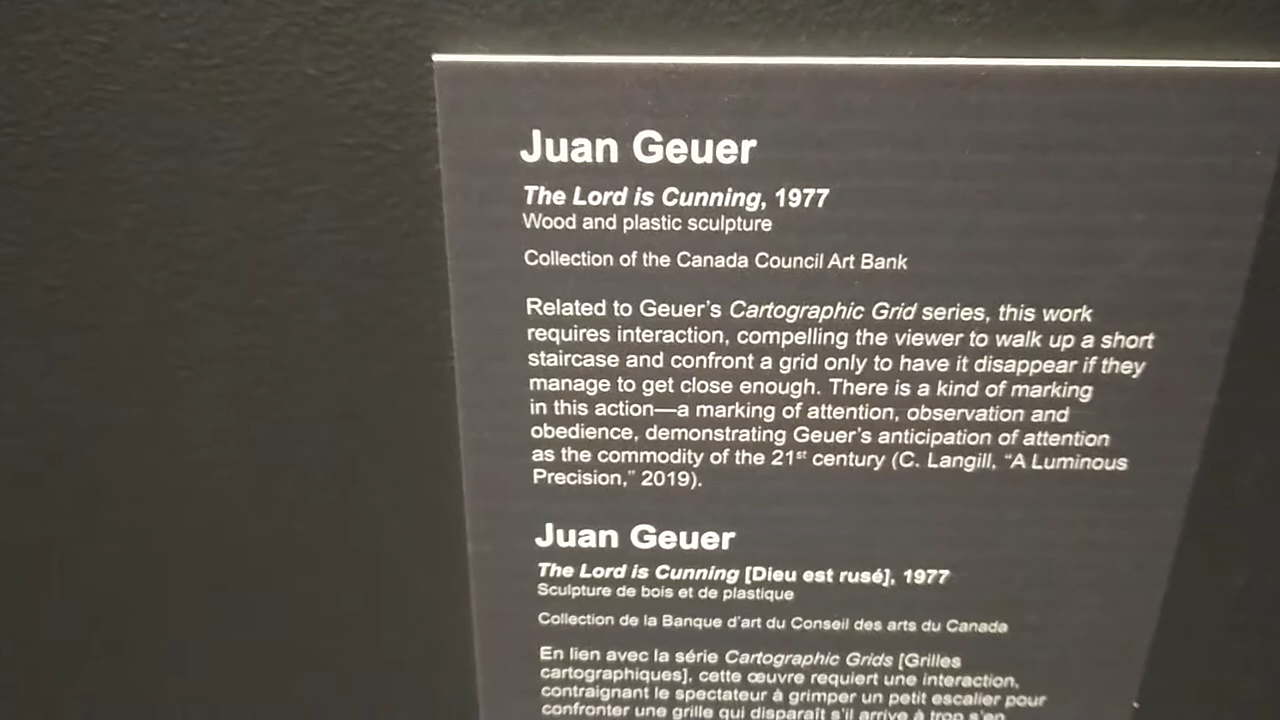 Juan Geuer
The Lord is Cunning, 1977
Wood and plastic sculpture
Collection of the Canada Council Art Bank
Related to Geuer's Cartographic Grid series, this work
requires interaction, compelling the viewer to walk up a short
staircase and confront a grid only to have it disappear if they
manage to get close enough. There is a kind of marking
in this action—a marking of attention, observation and
obedience, demonstrating Geuer's anticipation of attention
as the commodity of the 21st century (C. Langill, “A Luminous
Precision,” 2019).
Juan Geuer
The Lord is Cunning [Dieu est rusé], 1977
Sculpture de bois et de plastique
Collection de la Banque d'art du Conseil des arts du Canada
En lien avec la série Cartographic Grids [Grilles
cartographiques], cette œuvre requiert une interaction,
contraignant le spectateur à grimper un petit escalier pour
confronter une grille qui disparaît s'il arrive à trop s'en